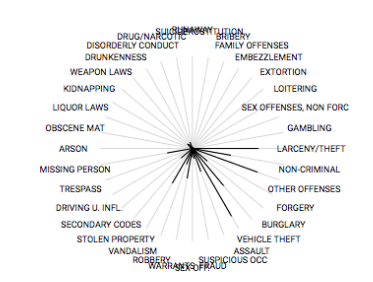 RUNAWAY
SUICIDE PROSTITUTION
DRUG/NARCOTIC BRIBERY
DISORDERLY CONDUCT FAMILY OFFENSES
DRUNKENNESS EMBEZZLEMENT
WEAPON LAWS EXTORTION
KIDNAPPING LOITERING
LIQUOR LAWS SEX OFFENSES, NON FORC
OBSCENE MAT GAMBLING
ARSON LARCENY/THEFT
MISSING PERSON NON-CRIMINAL
TRESPASS OTHER OFFENSES
DRIVING U. INFL. FORGERY
SECONDARY CODES BURGLARY
STOLEN PROPERTY VEHICLE THEFT
VANDALISM ASSAULT
ROBBERY SUSPICIOUS OCC
WARRANTS FRAUD
SEX OFF.